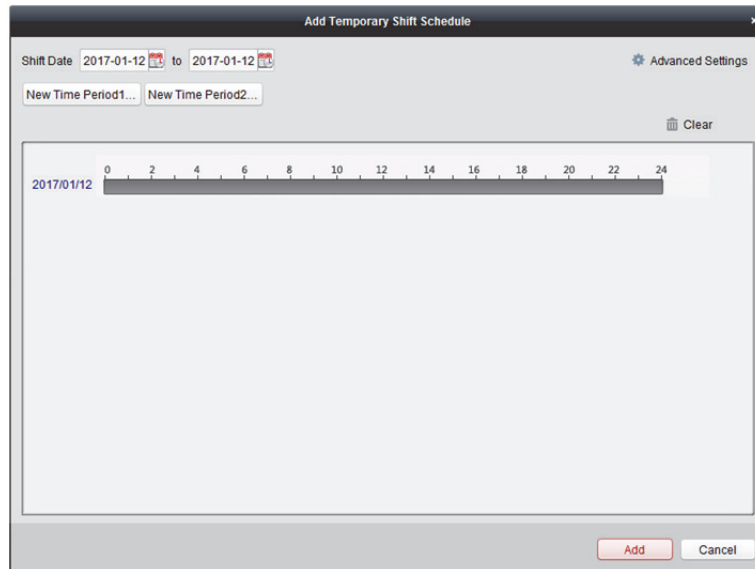 Add Temporary Shift Schedule
Shift Date 2017-01-12 to 2017-01-12 Advanced Settings
New Time Period1... New Time Period2...
Clear
0 2 4 6 8 10 12 14 16 18 20 22 24
2017/01/12
Add Cancel